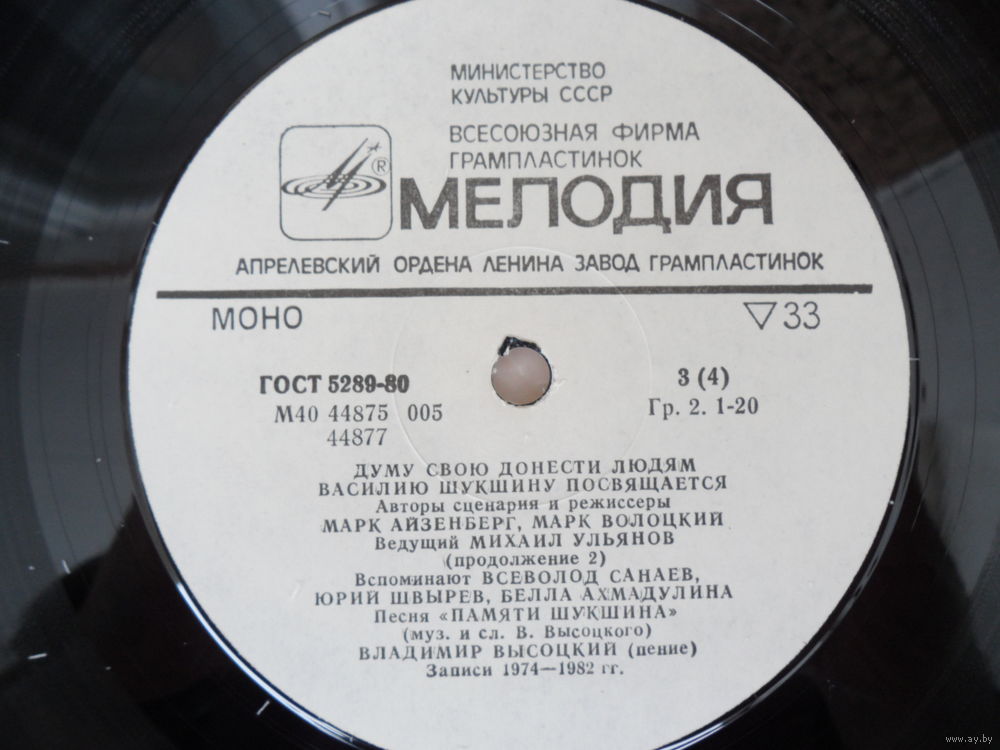 МИНИСТЕРСТВО
КУЛЬТУРЫ СССР
ВСЕСОЮЗНАЯ ФИРМА
ГРАМПЛАСТИНОК
®
МЕЛОДИЯ
АПРЕЛЕВСКИЙ ОРДЕНА ЛЕНИНА ЗАВОД ГРАМПЛАСТИНОК
МОНО ▽33
ГОСТ 5289-80 3 (4)
М40 44875 005 Гр. 2. 1-20
44877
ДУМУ СВОЮ ДОНЕСТИ ЛЮДЯМ
ВАСИЛИЮ ШУКШИНУ ПОСВЯЩАЕТСЯ
Авторы сценария и режиссеры
МАРК АЙЗЕНБЕРГ, МАРК ВОЛОЦКИЙ
Ведущий МИХАИЛ УЛЬЯНОВ
(продолжение 2)
Вспоминают ВСЕВОЛОД САНАЕВ,
ЮРИЙ ШВЫРЕВ, БЕЛЛА АХМАДУЛИНА
Песня «ПАМЯТИ ШУКШИНА»
(муз. и сл. В. Высоцкого)
ВЛАДИМИР ВЫСОЦКИЙ (пение)
Записи 1974—1982 гг.
www.ay.by